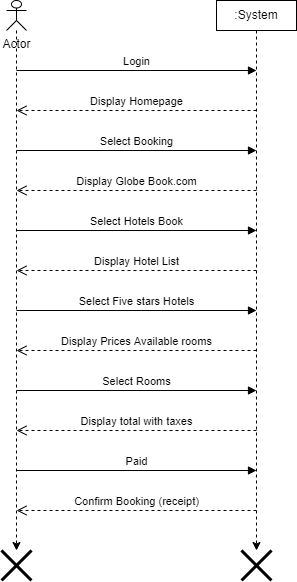 :System
Actor
Login
Display Homepage
Select Booking
Display Globe Book.com
Select Hotels Book
Display Hotel List
Select Five stars Hotels
Display Prices Available rooms
Select Rooms
Display total with taxes
Paid
Confirm Booking (receipt)